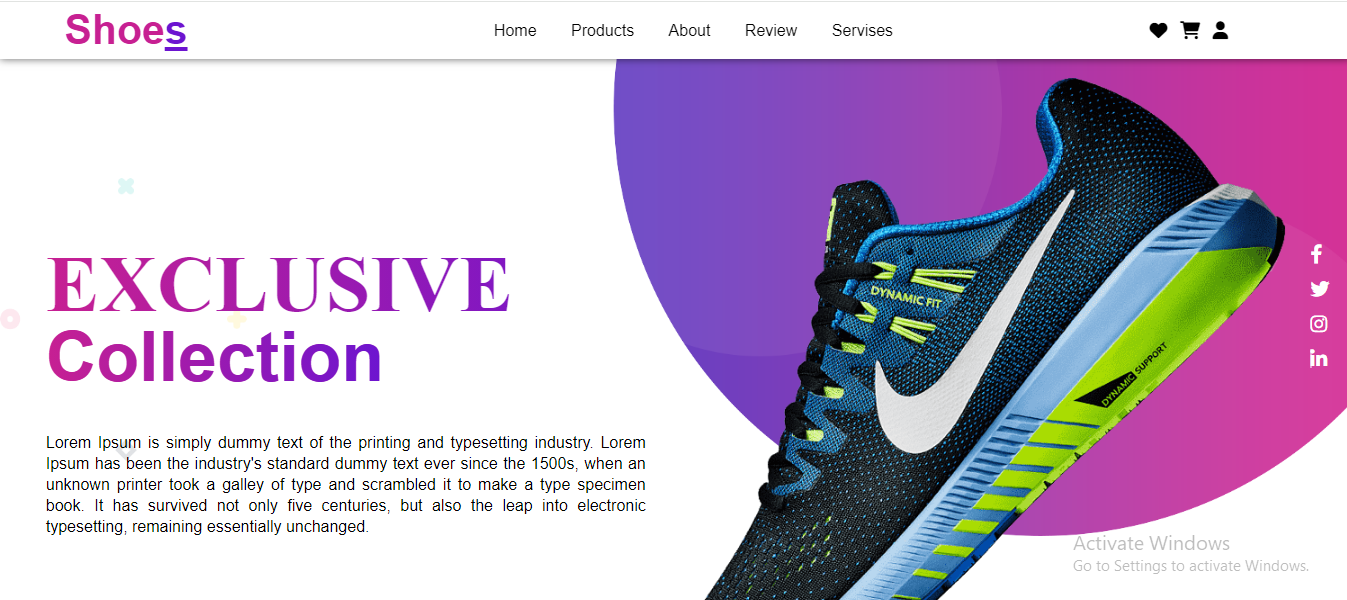 Shoes
Home Products About Review Servises
EXCLUSIVE
Collection
Lorem Ipsum is simply dummy text of the printing and typesetting industry. Lorem
Ipsum has been the industry's standard dummy text ever since the 1500s, when an
unknown printer took a galley of type and scrambled it to make a type specimen
book. It has survived not only five centuries, but also the leap into electronic
typesetting, remaining essentially unchanged.
DYNAMIC FIT
DYNAMIC SUPPORT
Activate Windows
Go to Settings to activate Windows.